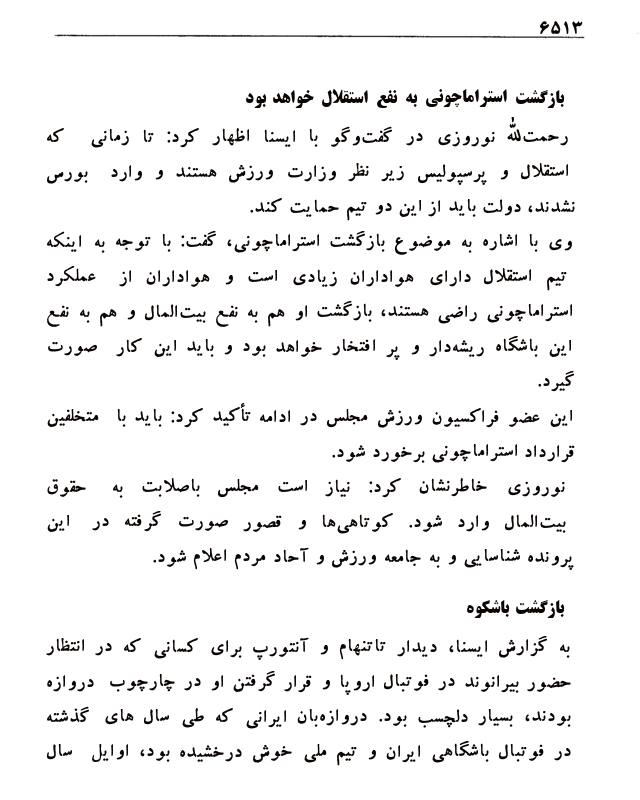 ۶۵۱۳
بازگشت استراماچونی به نفع استقلال خواهد بود
رحمت‌الله نوروزی در گفت‌وگو با ایسنا اظهار کرد: تا زمانی که
استقلال و پرسپولیس زیر نظر وزارت ورزش هستند و وارد بورس
نشدند، دولت باید از این دو تیم حمایت کند.
وی با اشاره به موضوع بازگشت استراماچونی، گفت: با توجه به اینکه
تیم استقلال دارای هواداران زیادی است و هواداران از عملکرد
استراماچونی راضی هستند، بازگشت او هم به نفع بیت‌المال و هم به نفع
این باشگاه ریشه‌دار و پر افتخار خواهد بود و باید این کار صورت
گیرد.
این عضو فراکسیون ورزش مجلس در ادامه تأکید کرد: باید با متخلفین
قرارداد استراماچونی برخورد شود.
نوروزی خاطرنشان کرد: نیاز است مجلس باصلابت به حقوق
بیت‌المال وارد شود. کوتاهی‌ها و قصور صورت گرفته در این
پرونده شناسایی و به جامعه ورزش و آحاد مردم اعلام شود.
بازگشت باشکوه
به گزارش ایسنا، دیدار تاتنهام و آنتورپ برای کسانی که در انتظار
حضور بیرانوند در فوتبال اروپا و قرار گرفتن او در چارچوب دروازه
بودند، بسیار دلچسب بود. دروازه‌بان ایرانی که طی سال های گذشته
در فوتبال باشگاهی ایران و تیم ملی خوش درخشیده بود، اوایل سال